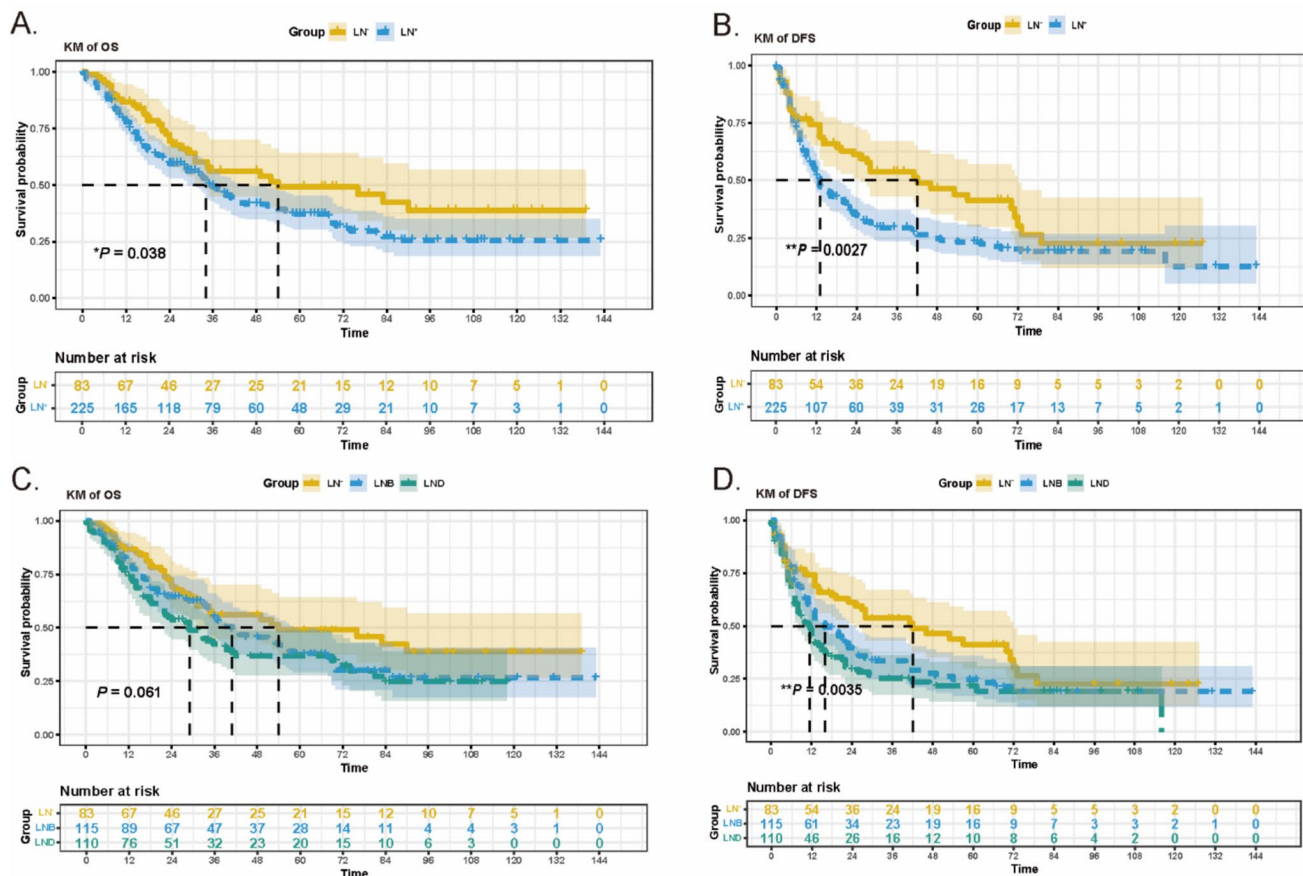 A.
Group LN⁻ LN⁺
KM of OS
Survival probability
1.00
0.75
0.50
0.25
0.00
*P = 0.038
0 12 24 36 48 60 72 84 96 108 120 132 144
Time
Number at risk
Group
LN⁻ 83 67 46 27 25 21 15 12 10 7 5 1 0
LN⁺ 225 165 118 79 60 48 29 21 10 7 3 1 0
0 12 24 36 48 60 72 84 96 108 120 132 144
Time
B.
Group LN⁻ LN⁺
KM of DFS
Survival probability
1.00
0.75
0.50
0.25
0.00
**P = 0.0027
0 12 24 36 48 60 72 84 96 108 120 132 144
Time
Number at risk
Group
LN⁻ 83 54 36 24 19 16 9 5 5 3 2 0 0
LN⁺ 225 107 60 39 31 26 17 13 7 5 2 1 0
0 12 24 36 48 60 72 84 96 108 120 132 144
Time
C.
Group LN⁻ LNB LND
KM of OS
Survival probability
1.00
0.75
0.50
0.25
0.00
P = 0.061
0 12 24 36 48 60 72 84 96 108 120 132 144
Time
Number at risk
Group
LN⁻ 83 67 46 27 25 21 15 12 10 7 5 1 0
LNB 115 89 67 47 37 28 14 11 4 4 3 1 0
LND 110 76 51 32 23 20 15 10 6 3 0 0 0
0 12 24 36 48 60 72 84 96 108 120 132 144
Time
D.
Group LN⁻ LNB LND
KM of DFS
Survival probability
1.00
0.75
0.50
0.25
0.00
**P = 0.0035
0 12 24 36 48 60 72 84 96 108 120 132 144
Time
Number at risk
Group
LN⁻ 83 54 36 24 19 16 9 5 5 3 2 0 0
LNB 115 61 34 23 19 16 9 7 3 3 2 1 0
LND 110 46 26 16 12 10 8 6 4 2 0 0 0
0 12 24 36 48 60 72 84 96 108 120 132 144
Time